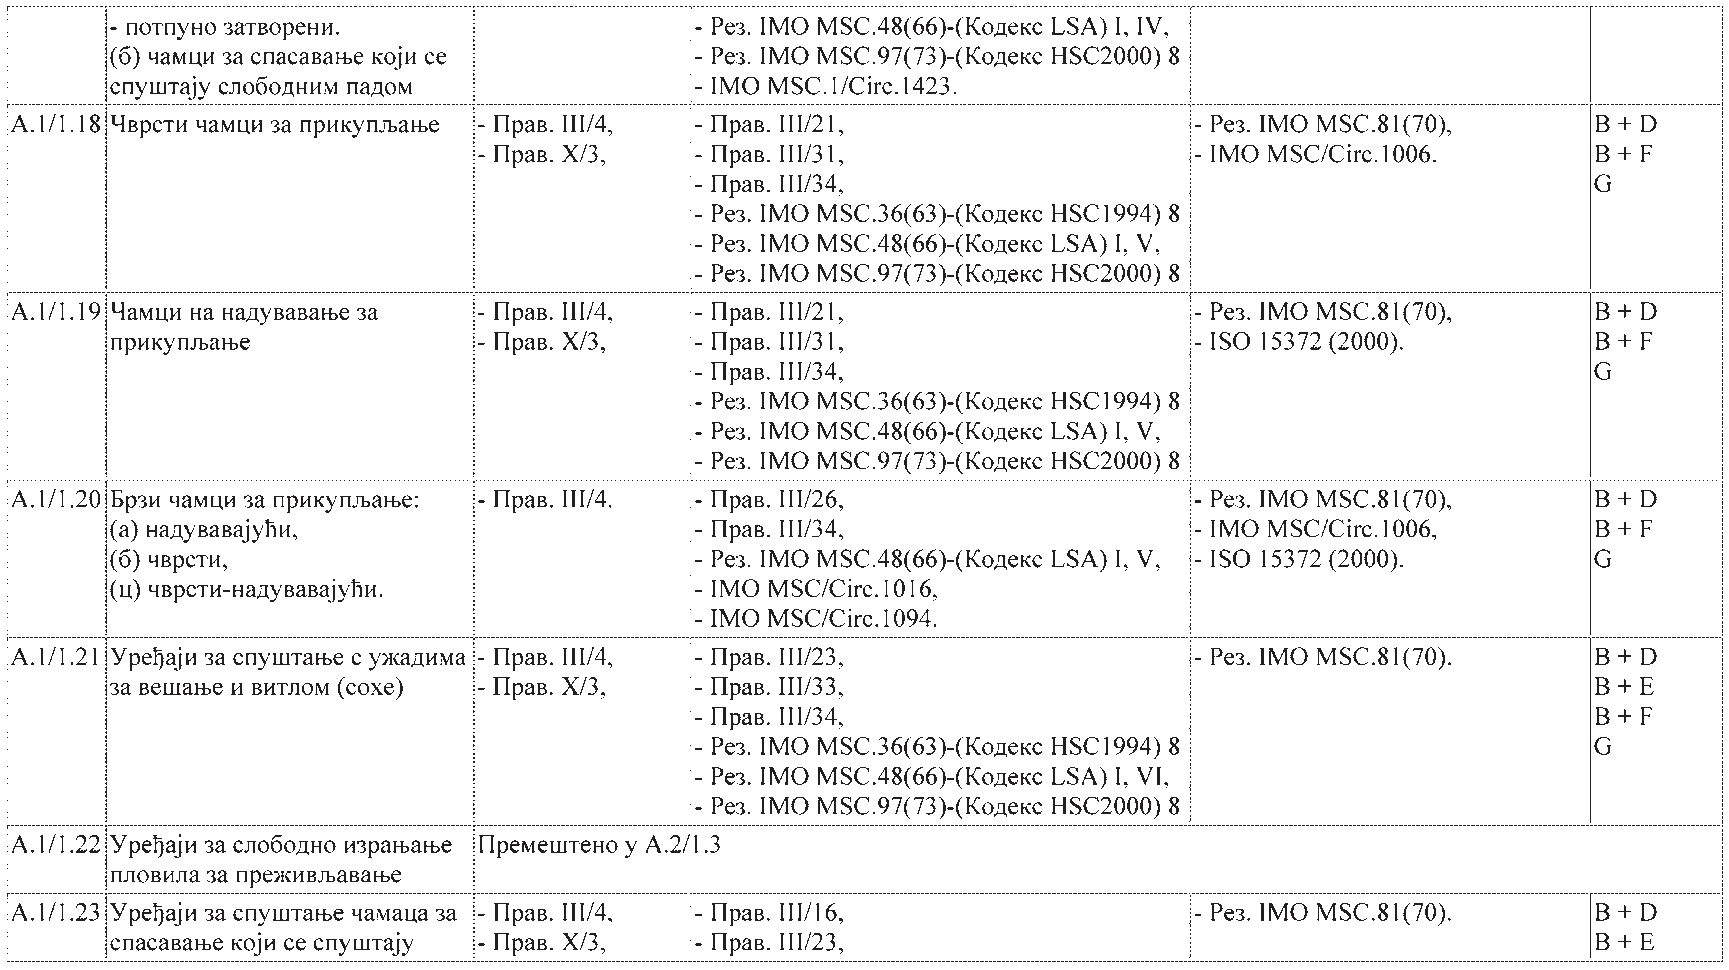 - потпуно затворени.
(б) чамци за спасавање који се
спуштају слободним падом
- Рез. IMO MSC.48(66)-(Кодекс LSA) I, IV,
- Рез. IMO MSC.97(73)-(Кодекс HSC2000) 8
- IMO MSC.1/Circ.1423.
А.1/1.18
Чврсти чамци за прикупљање
- Прав. III/4,
- Прав. X/3,
- Прав. III/21,
- Прав. III/31,
- Прав. III/34,
- Рез. IMO MSC.36(63)-(Кодекс HSC1994) 8
- Рез. IMO MSC.48(66)-(Кодекс LSA) I, V,
- Рез. IMO MSC.97(73)-(Кодекс HSC2000) 8
- Рез. IMO MSC.81(70),
- IMO MSC/Circ.1006.
B + D
B + F
G
А.1/1.19
Чамци на надувавање за
прикупљање
- Прав. III/4,
- Прав. X/3,
- Прав. III/21,
- Прав. III/31,
- Прав. III/34,
- Рез. IMO MSC.36(63)-(Кодекс HSC1994) 8
- Рез. IMO MSC.48(66)-(Кодекс LSA) I, V,
- Рез. IMO MSC.97(73)-(Кодекс HSC2000) 8
- Рез. IMO MSC.81(70),
- ISO 15372 (2000).
B + D
B + F
G
А.1/1.20
Брзи чамци за прикупљање:
(а) надувавајући,
(б) чврсти,
(ц) чврсти-надувавајући.
- Прав. III/4.
- Прав. III/26,
- Прав. III/34,
- Рез. IMO MSC.48(66)-(Кодекс LSA) I, V,
- IMO MSC/Circ.1016,
- IMO MSC/Circ.1094.
- Рез. IMO MSC.81(70),
- IMO MSC/Circ.1006,
- ISO 15372 (2000).
B + D
B + F
G
А.1/1.21
Уређаји за спуштање с ужадима
за вешање и витлом (сохе)
- Прав. III/4,
- Прав. X/3,
- Прав. III/23,
- Прав. III/33,
- Прав. III/34,
- Рез. IMO MSC.36(63)-(Кодекс HSC1994) 8
- Рез. IMO MSC.48(66)-(Кодекс LSA) I, VI,
- Рез. IMO MSC.97(73)-(Кодекс HSC2000) 8
- Рез. IMO MSC.81(70).
B + D
B + E
B + F
G
А.1/1.22
Уређаји за слободно израњање
пловила за преживљавање
Премештено у А.2/1.3
А.1/1.23
Уређаји за спуштање чамаца за
спасавање који се спуштају
- Прав. III/4,
- Прав. X/3,
- Прав. III/16,
- Прав. III/23,
- Рез. IMO MSC.81(70).
B + D
B + E